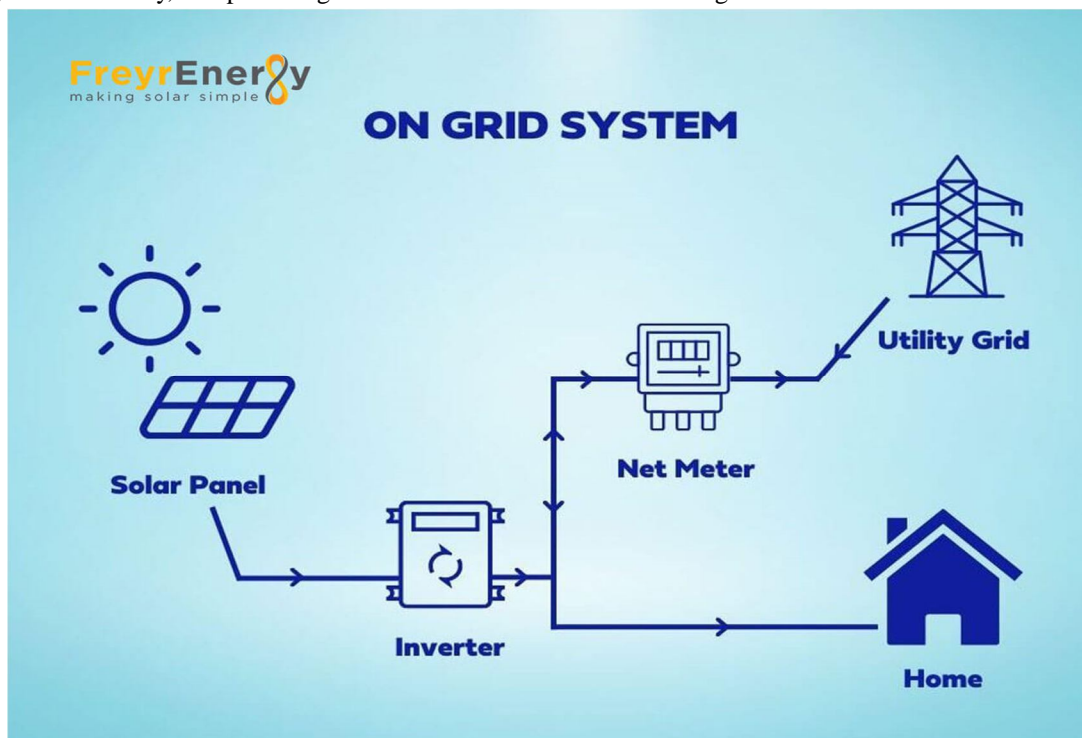 FreyrEnergy
making solar simple
ON GRID SYSTEM
Utility Grid
Net Meter
Solar Panel
Inverter
Home